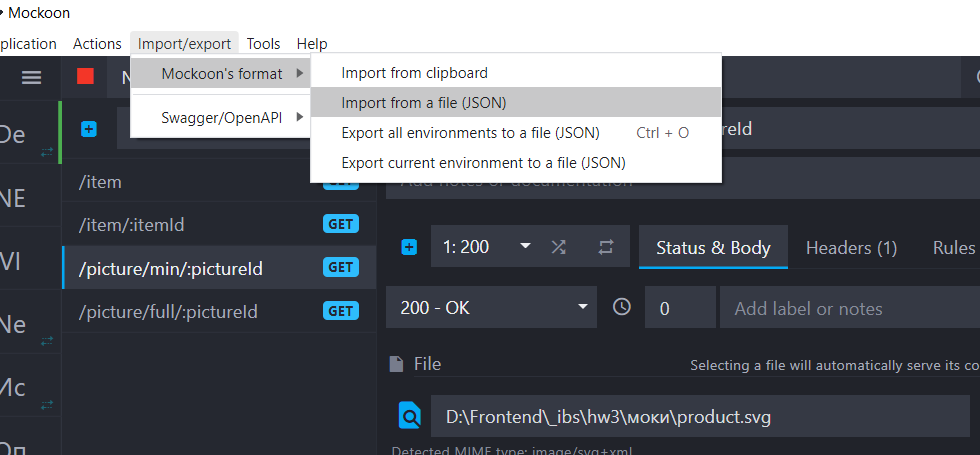 Mockoon
plication Actions Import/export Tools Help
Mockoon's format
Import from clipboard
Import from a file (JSON)
Swagger/OpenAPI
Export all environments to a file (JSON) Ctrl + O
Export current environment to a file (JSON)
N
De
reId
/item
Add notes or documentation
GET
NE
/item/:itemId GET
1: 200 Status & Body Headers (1) Rules
VI
/picture/min/:pictureId GET
/picture/full/:pictureId GET
200 - OK 0 Add label or notes
Ne
File Selecting a file will automatically serve its co
Ис
D:\Frontend\_ibs\hw3\моки\product.svg
Оп
Detected MIME type: image/svg+xml